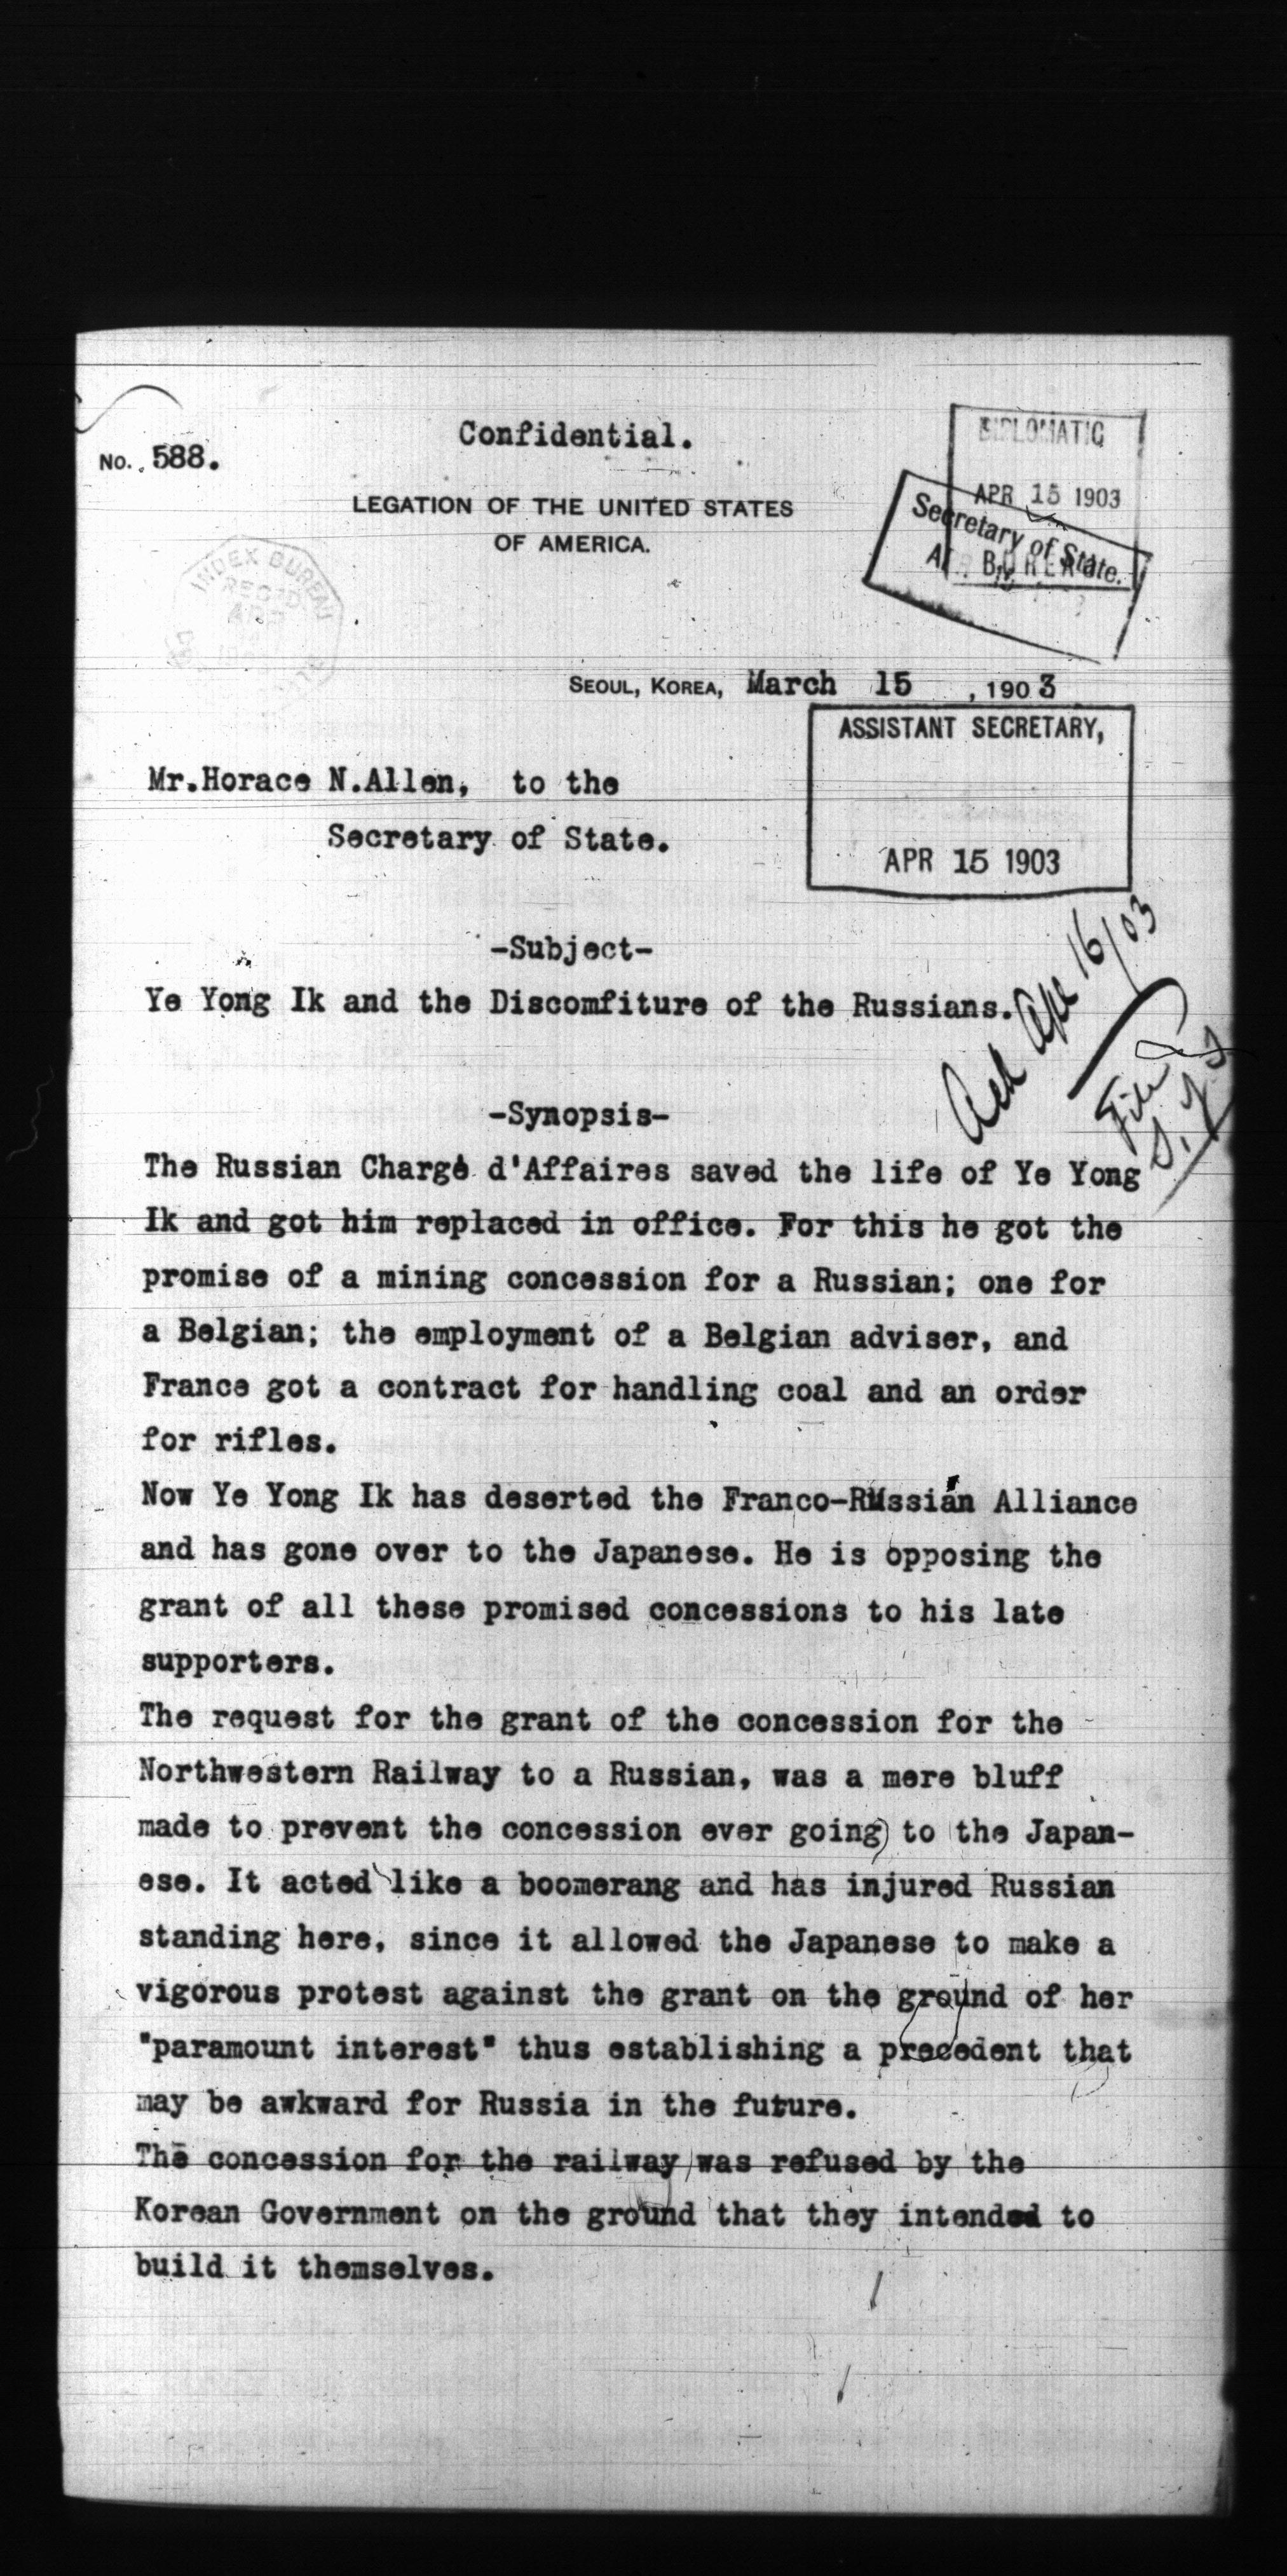 Confidential.
No. 588.
DIPLOMATIC
APR 15 1903
BUREAU
Secretary of State.
LEGATION OF THE UNITED STATES
OF AMERICA.
INDEX BUREAU
REC'D
APR
SEOUL, KOREA, March 15, 1903
ASSISTANT SECRETARY,
APR 15 1903
Mr.Horace N.Allen, to the
Secretary of State.
Ack Apr 16/03
File
-Subject-
Ye Yong Ik and the Discomfiture of the Russians.
-Synopsis-
The Russian Chargé d'Affaires saved the life of Ye Yong
Ik and got him replaced in office. For this he got the
promise of a mining concession for a Russian; one for
a Belgian; the employment of a Belgian adviser, and
France got a contract for handling coal and an order
for rifles.
Now Ye Yong Ik has deserted the Franco-Russian Alliance
and has gone over to the Japanese. He is opposing the
grant of all these promised concessions to his late
supporters.
The request for the grant of the concession for the
Northwestern Railway to a Russian, was a mere bluff
made to prevent the concession ever going to the Japan-
ese. It acted like a boomerang and has injured Russian
standing here, since it allowed the Japanese to make a
vigorous protest against the grant on the ground of her
"paramount interest" thus establishing a precedent that
may be awkward for Russia in the future.
The concession for the railway was refused by the
Korean Government on the ground that they intended to
build it themselves.